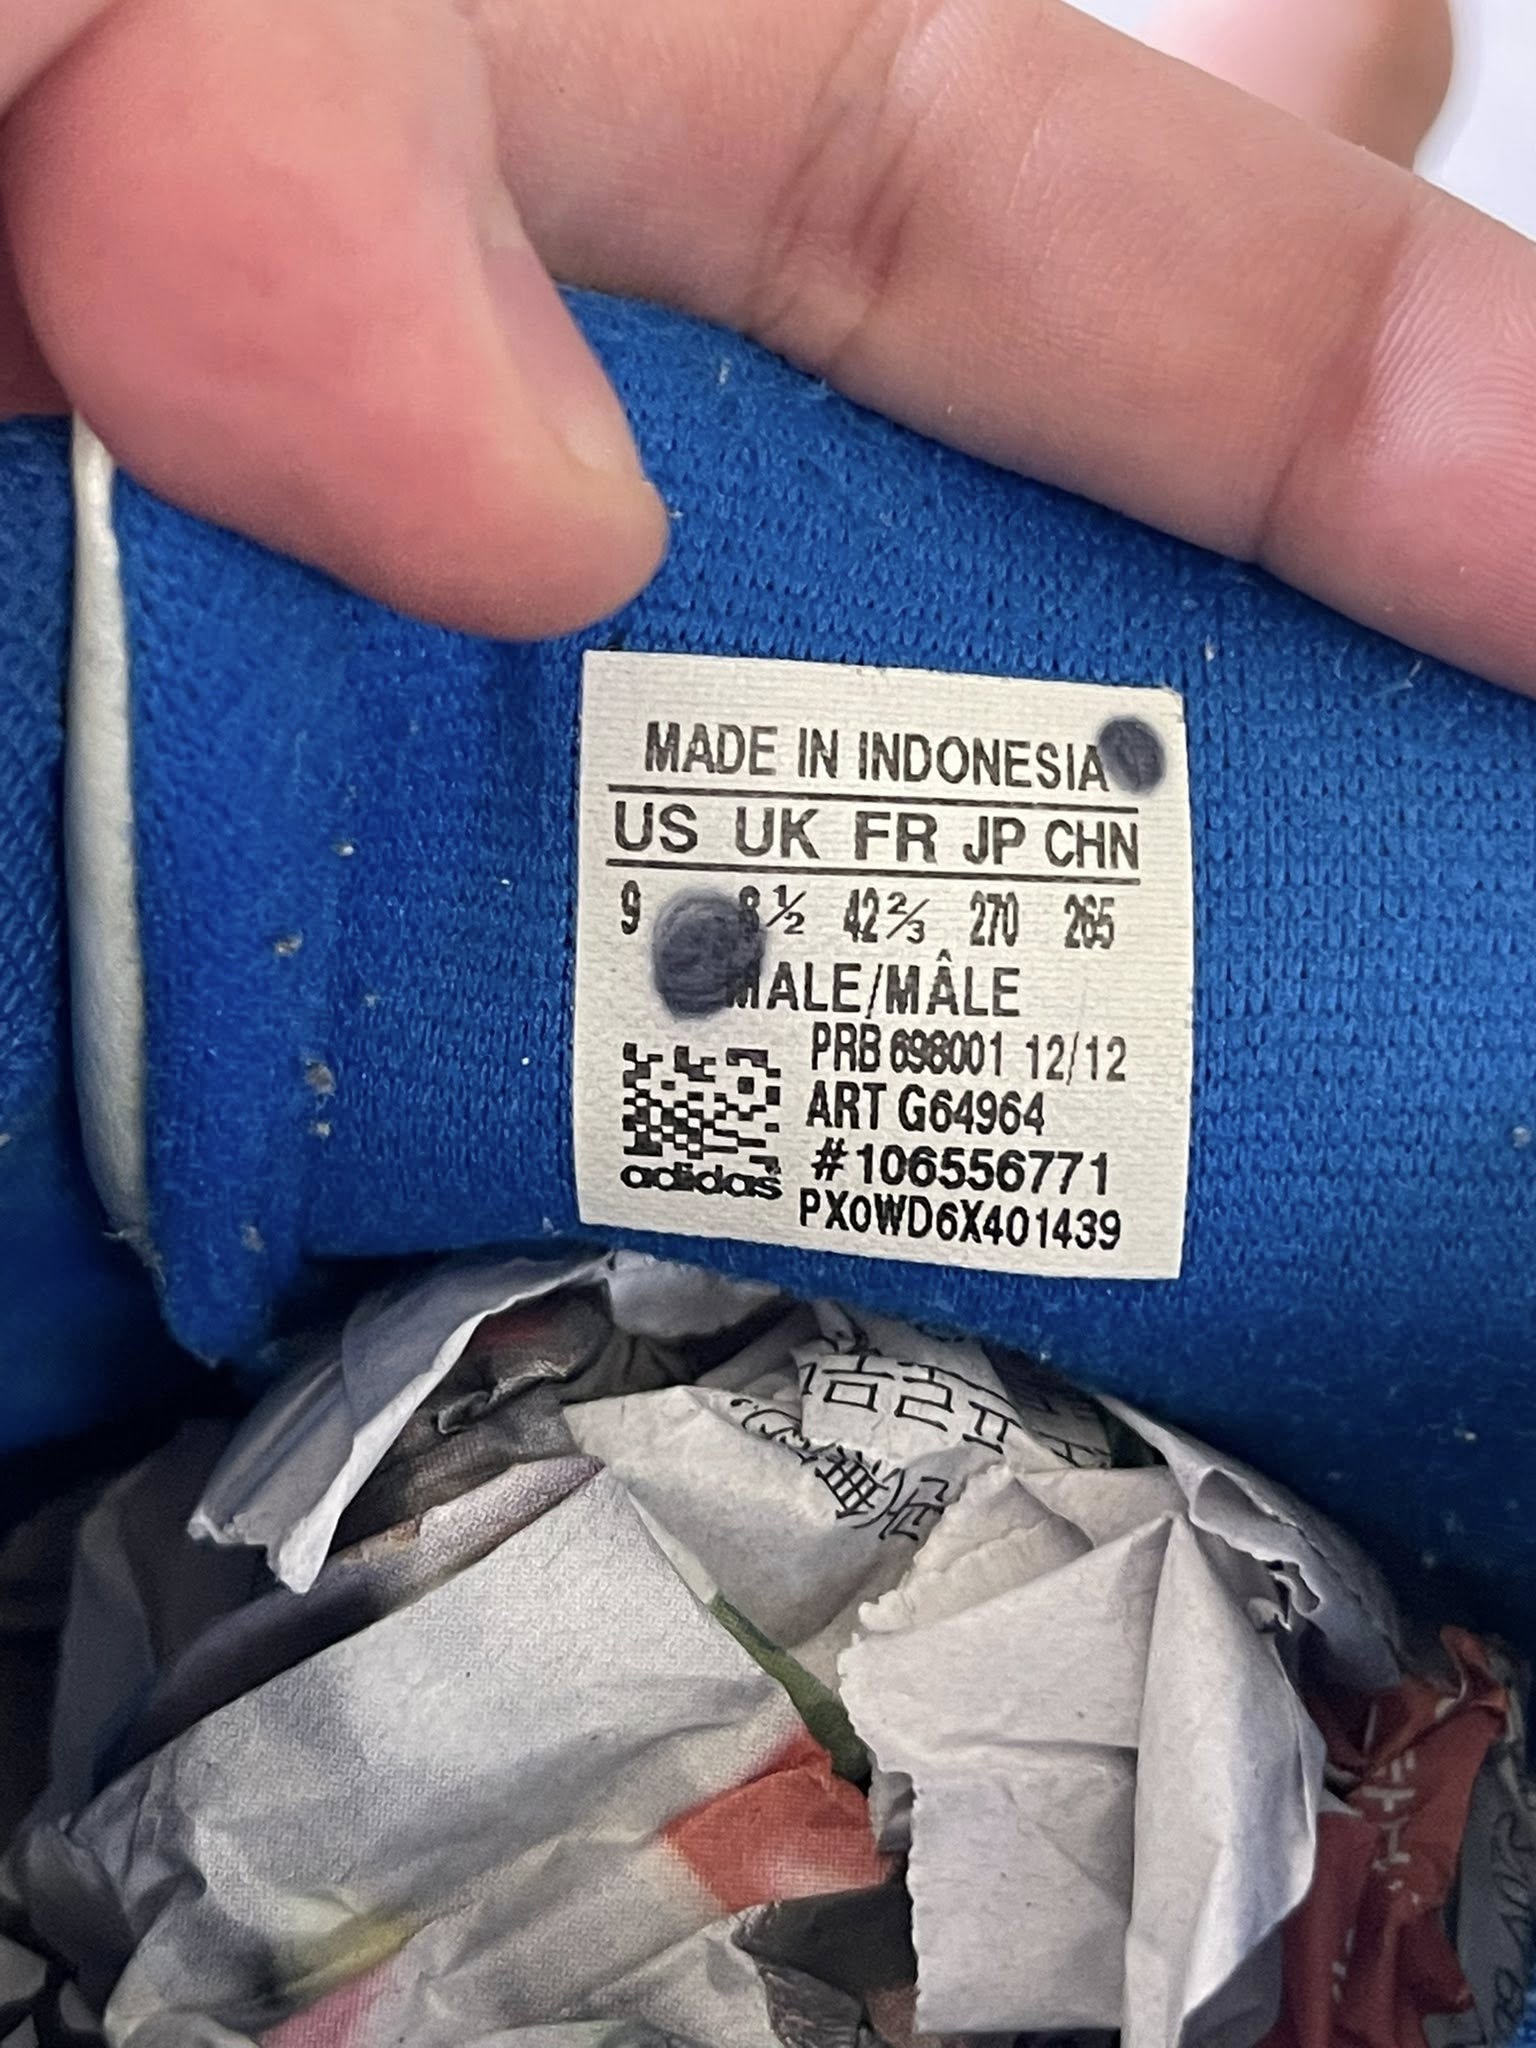 MADE IN INDONESIA
US UK FR JP CHN
9 8½ 42⅔ 270 265
MALE/MÂLE
PRB 698001 12/12
ART G64964
#106556771
adidas
PX0WD6X401439